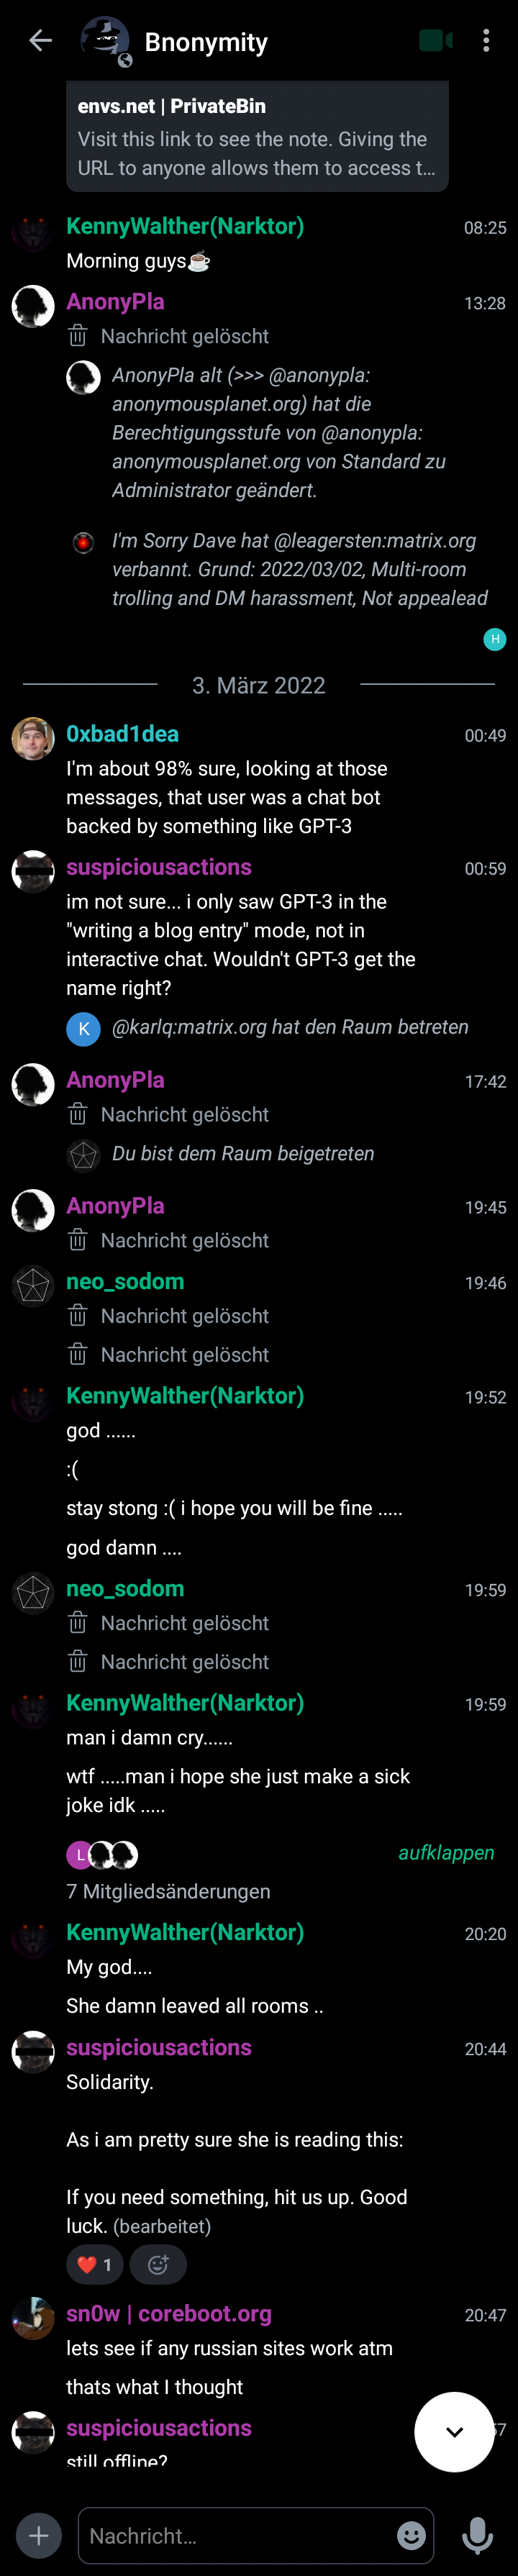 Bnonymity
envs.net | PrivateBin
Visit this link to see the note. Giving the
URL to anyone allows them to access t...
KennyWalther(Narktor) 08:25
Morning guys☕
AnonyPla 13:28
Nachricht gelöscht
AnonyPla alt (>>> @anonypla:
anonymousplanet.org) hat die
Berechtigungsstufe von @anonypla:
anonymousplanet.org von Standard zu
Administrator geändert.
I'm Sorry Dave hat @leagersten:matrix.org
verbannt. Grund: 2022/03/02, Multi-room
trolling and DM harassment, Not appealead
H
3. März 2022
0xbad1dea 00:49
I'm about 98% sure, looking at those
messages, that user was a chat bot
backed by something like GPT-3
suspiciousactions 00:59
im not sure... i only saw GPT-3 in the
"writing a blog entry" mode, not in
interactive chat. Wouldn't GPT-3 get the
name right?
K @karlq:matrix.org hat den Raum betreten
AnonyPla 17:42
Nachricht gelöscht
Du bist dem Raum beigetreten
AnonyPla 19:45
Nachricht gelöscht
neo_sodom 19:46
Nachricht gelöscht
Nachricht gelöscht
KennyWalther(Narktor) 19:52
god ......
:(
stay stong :( i hope you will be fine .....
god damn ....
neo_sodom 19:59
Nachricht gelöscht
Nachricht gelöscht
KennyWalther(Narktor) 19:59
man i damn cry......
wtf .....man i hope she just make a sick
joke idk .....
L aufklappen
7 Mitgliedsänderungen
KennyWalther(Narktor) 20:20
My god....
She damn leaved all rooms ..
suspiciousactions 20:44
Solidarity.
As i am pretty sure she is reading this:
If you need something, hit us up. Good
luck. (bearbeitet)
❤️ 1
sn0w | coreboot.org 20:47
lets see if any russian sites work atm
thats what I thought
suspiciousactions
still offline?
Nachricht...